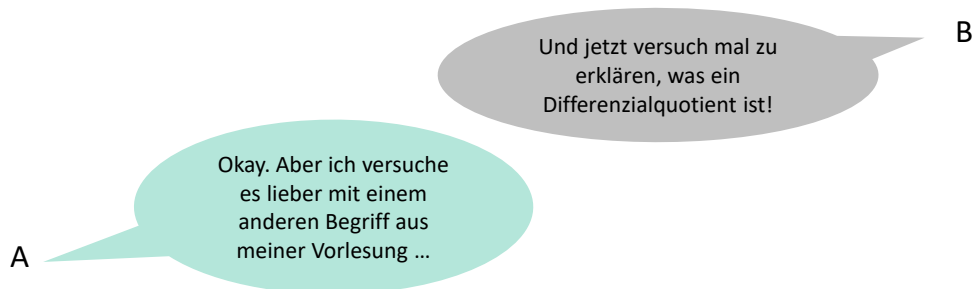 B
Und jetzt versuch mal zu
erklären, was ein
Differenzialquotient ist!
Okay. Aber ich versuche
es lieber mit einem
anderen Begriff aus
meiner Vorlesung …
A